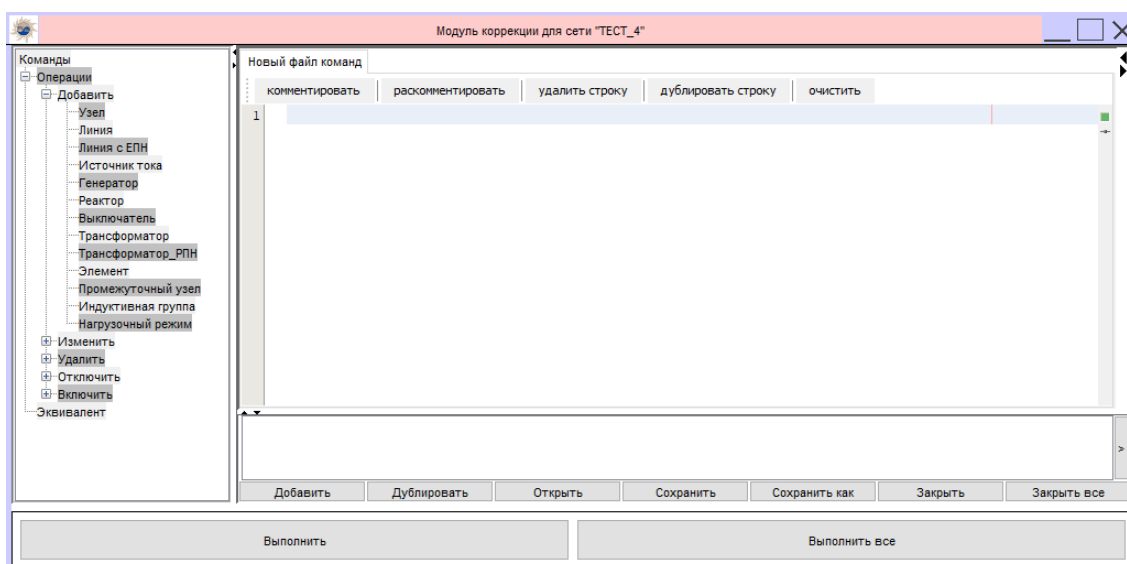 Модуль коррекции для сети "ТЕСТ_4"
Команды
Операции
Добавить
Узел
Линия
Линия с ЕПН
Источник тока
Генератор
Реактор
Выключатель
Трансформатор
Трансформатор_РПН
Элемент
Промежуточный узел
Индуктивная группа
Нагрузочный режим
Изменить
Удалить
Отключить
Включить
Эквивалент
Новый файл команд
комментировать раскомментировать удалить строку дублировать строку очистить
1
>
Добавить Дублировать Открыть Сохранить Сохранить как Закрыть Закрыть все
Выполнить Выполнить все